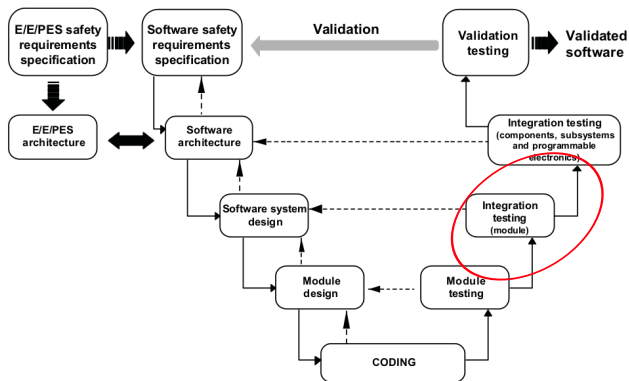 E/E/PES safety
requirements
specification
Software safety
requirements
specification
Validation
Validation
testing
Validated
software
E/E/PES
architecture
Software
architecture
Integration testing
(components, subsystems
and programmable
electronics)
Software system
design
Integration
testing
(module)
Module
design
Module
testing
CODING